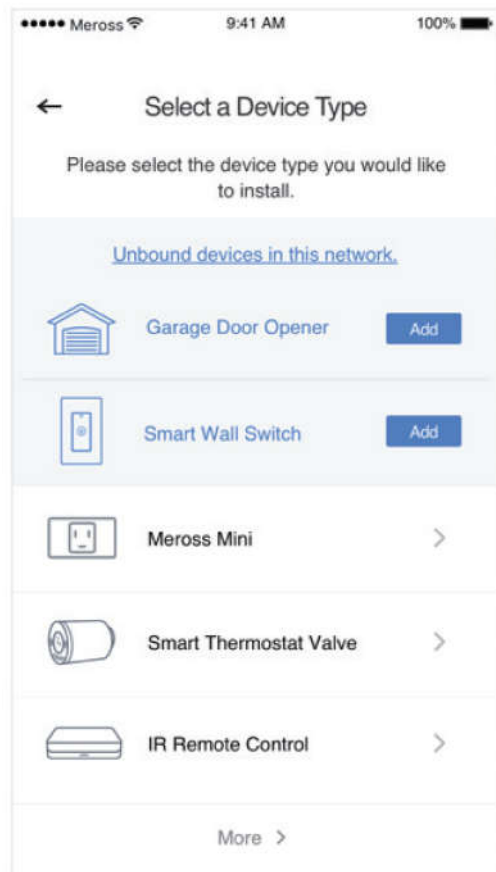 Meross 9:41 AM 100%
Select a Device Type
Please select the device type you would like
to install.
Unbound devices in this network.
Garage Door Opener Add
Smart Wall Switch Add
Meross Mini
Smart Thermostat Valve
IR Remote Control
More